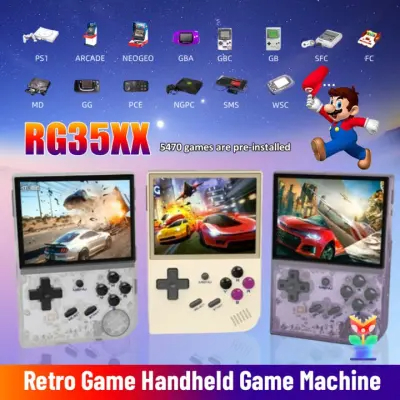 PS1 ARCADE NEOGEO GBA GBC GB SFC FC
MD GG PCE NGPC SMS WSC
RG35XX
5470 games are pre-installed
Retro Game Handheld Game Machine